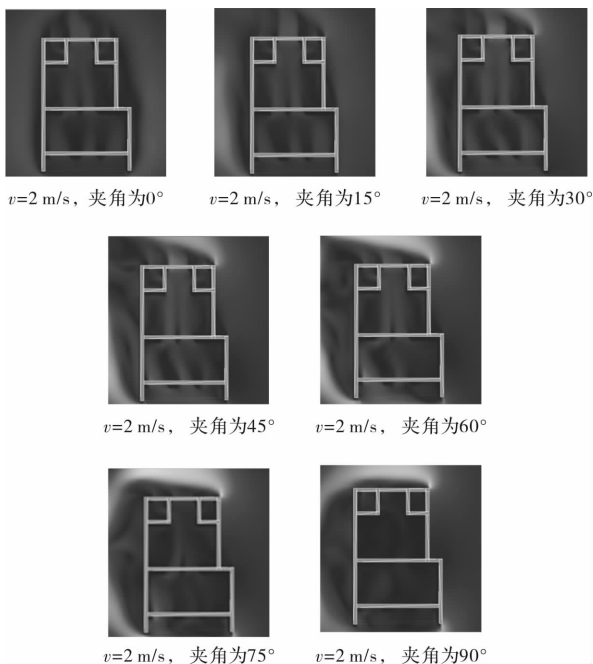 v=2 m/s，夹角为0°
v=2 m/s， 夹角为15°
v=2 m/s， 夹角为30°
v=2 m/s， 夹角为45°
v=2 m/s， 夹角为60°
v=2 m/s， 夹角为75°
v=2 m/s， 夹角为90°